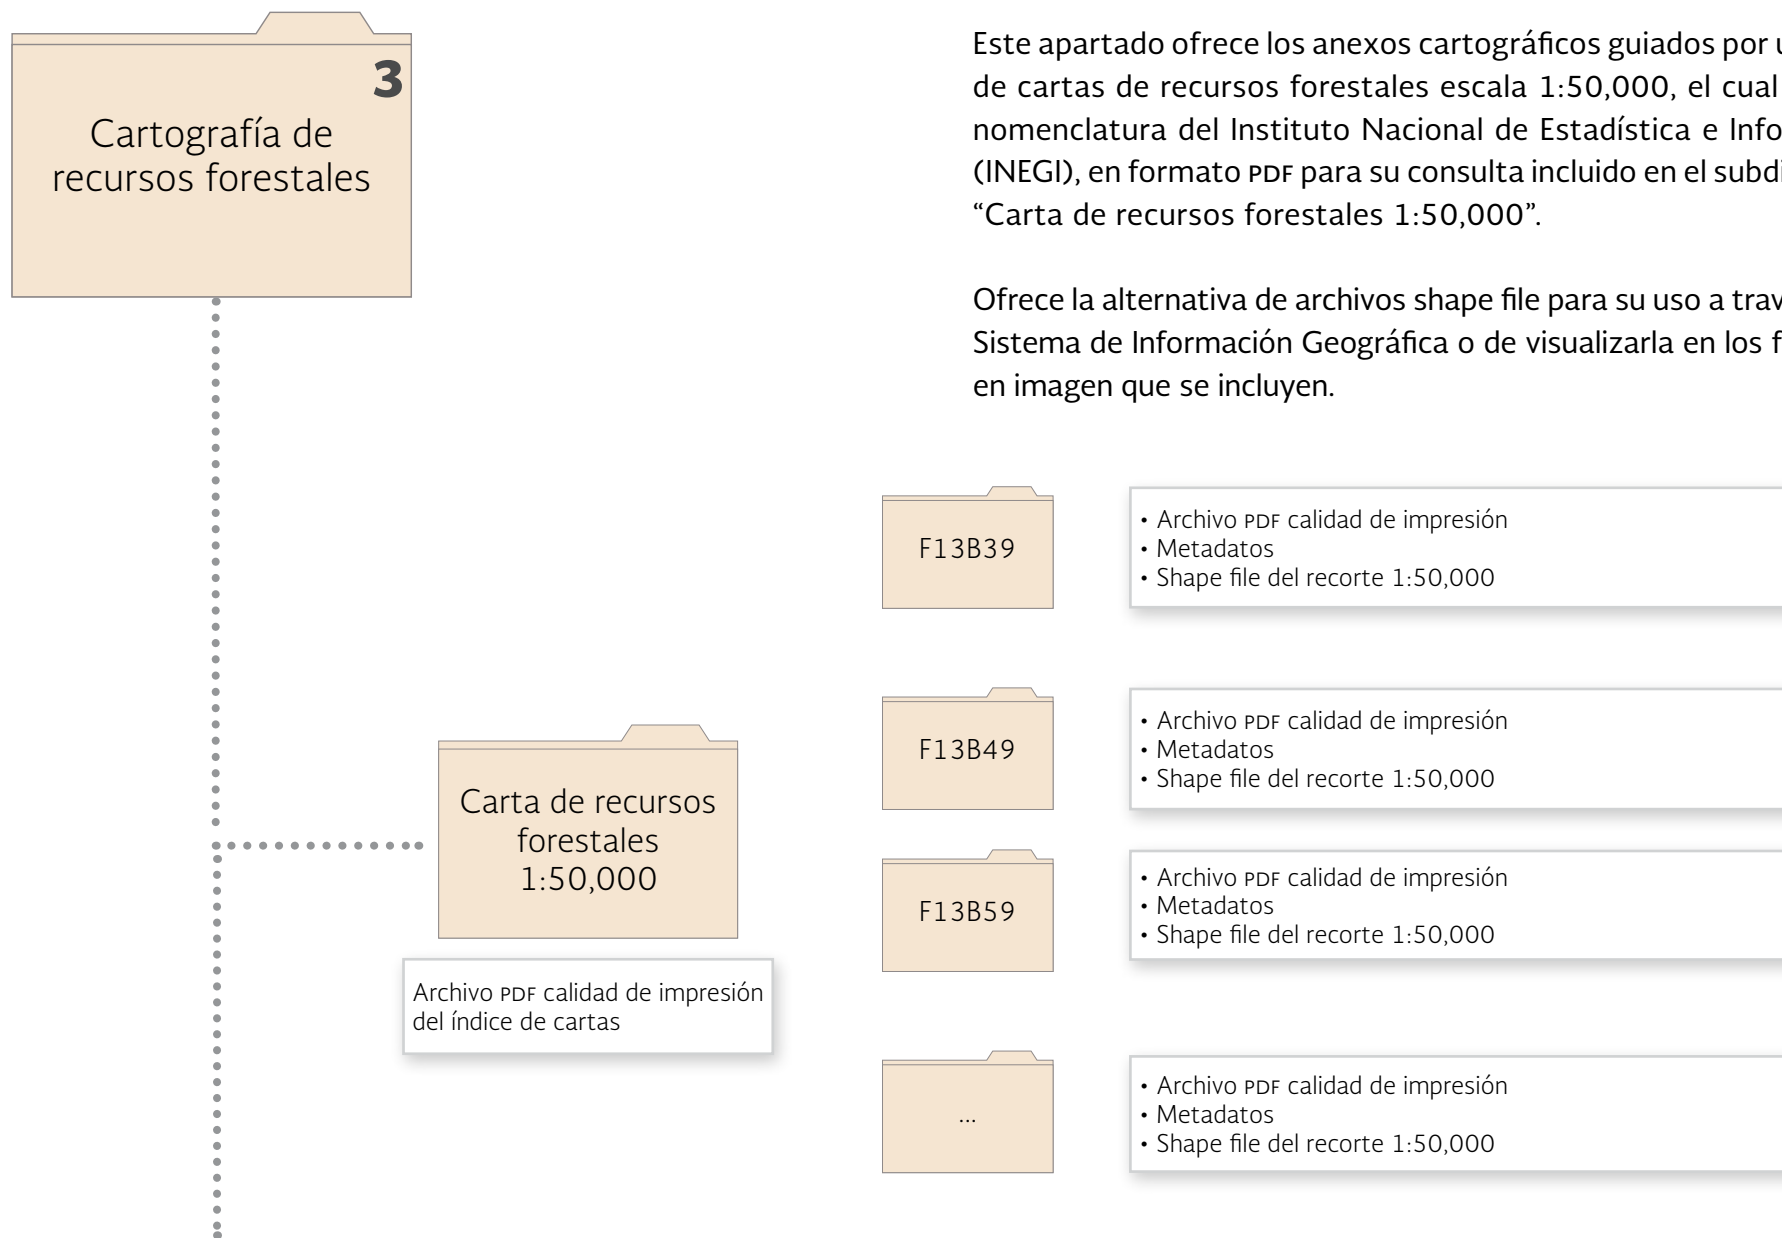 3
Cartografía de
recursos forestales
Este apartado ofrece los anexos cartográficos guiados por
de cartas de recursos forestales escala 1:50,000, el cual
nomenclatura del Instituto Nacional de Estadística e
(INEGI), en formato PDF para su consulta incluido en el
“Carta de recursos forestales 1:50,000”.
Ofrece la alternativa de archivos shape file para su uso a
Sistema de Información Geográfica o de visualizarla en los
en imagen que se incluyen.
F13B39
• Archivo PDF calidad de impresión
• Metadatos
• Shape file del recorte 1:50,000
F13B49
• Archivo PDF calidad de impresión
• Metadatos
• Shape file del recorte 1:50,000
Carta de recursos
forestales
1:50,000
F13B59
• Archivo PDF calidad de impresión
• Metadatos
• Shape file del recorte 1:50,000
Archivo PDF calidad de impresión
del índice de cartas
...
• Archivo PDF calidad de impresión
• Metadatos
• Shape file del recorte 1:50,000